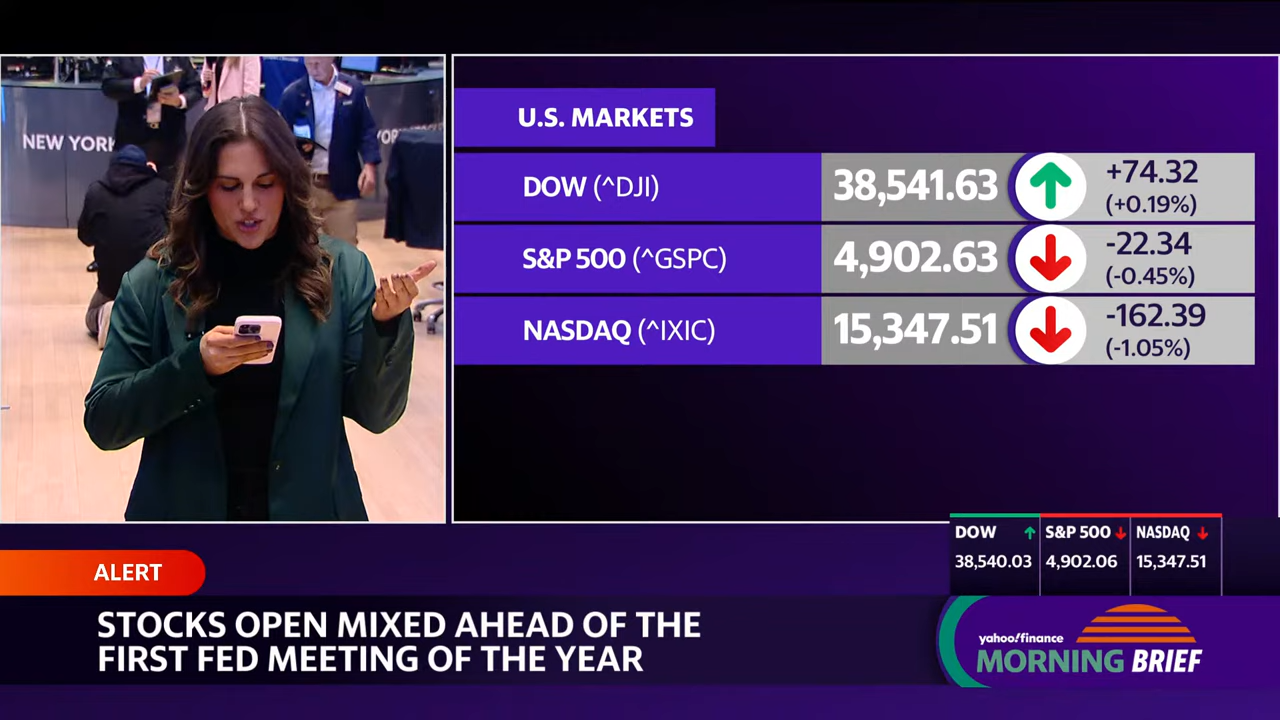 NEW YORK
U.S. MARKETS
DOW (^DJI) 38,541.63 +74.32
(+0.19%)
S&P 500 (^GSPC) 4,902.63 -22.34
(-0.45%)
NASDAQ (^IXIC) 15,347.51 -162.39
(-1.05%)
DOW S&P 500 NASDAQ
38,540.03 4,902.06 15,347.51
ALERT
STOCKS OPEN MIXED AHEAD OF THE
FIRST FED MEETING OF THE YEAR
yahoo!finance
MORNING BRIEF